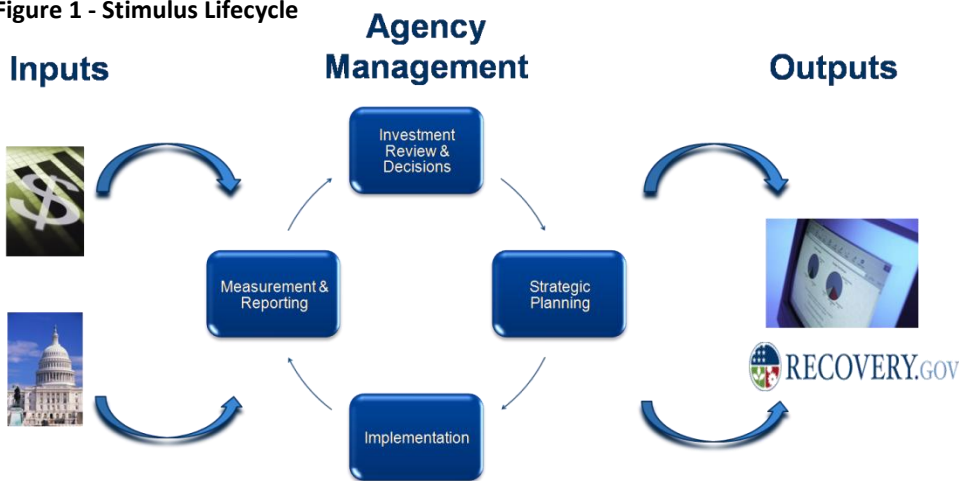 Figure 1 - Stimulus Lifecycle
Agency
Management
Inputs
Outputs
Investment
Review &
Decisions
Measurement &
Reporting
Strategic
Planning
Implementation
RECOVERY.GOV